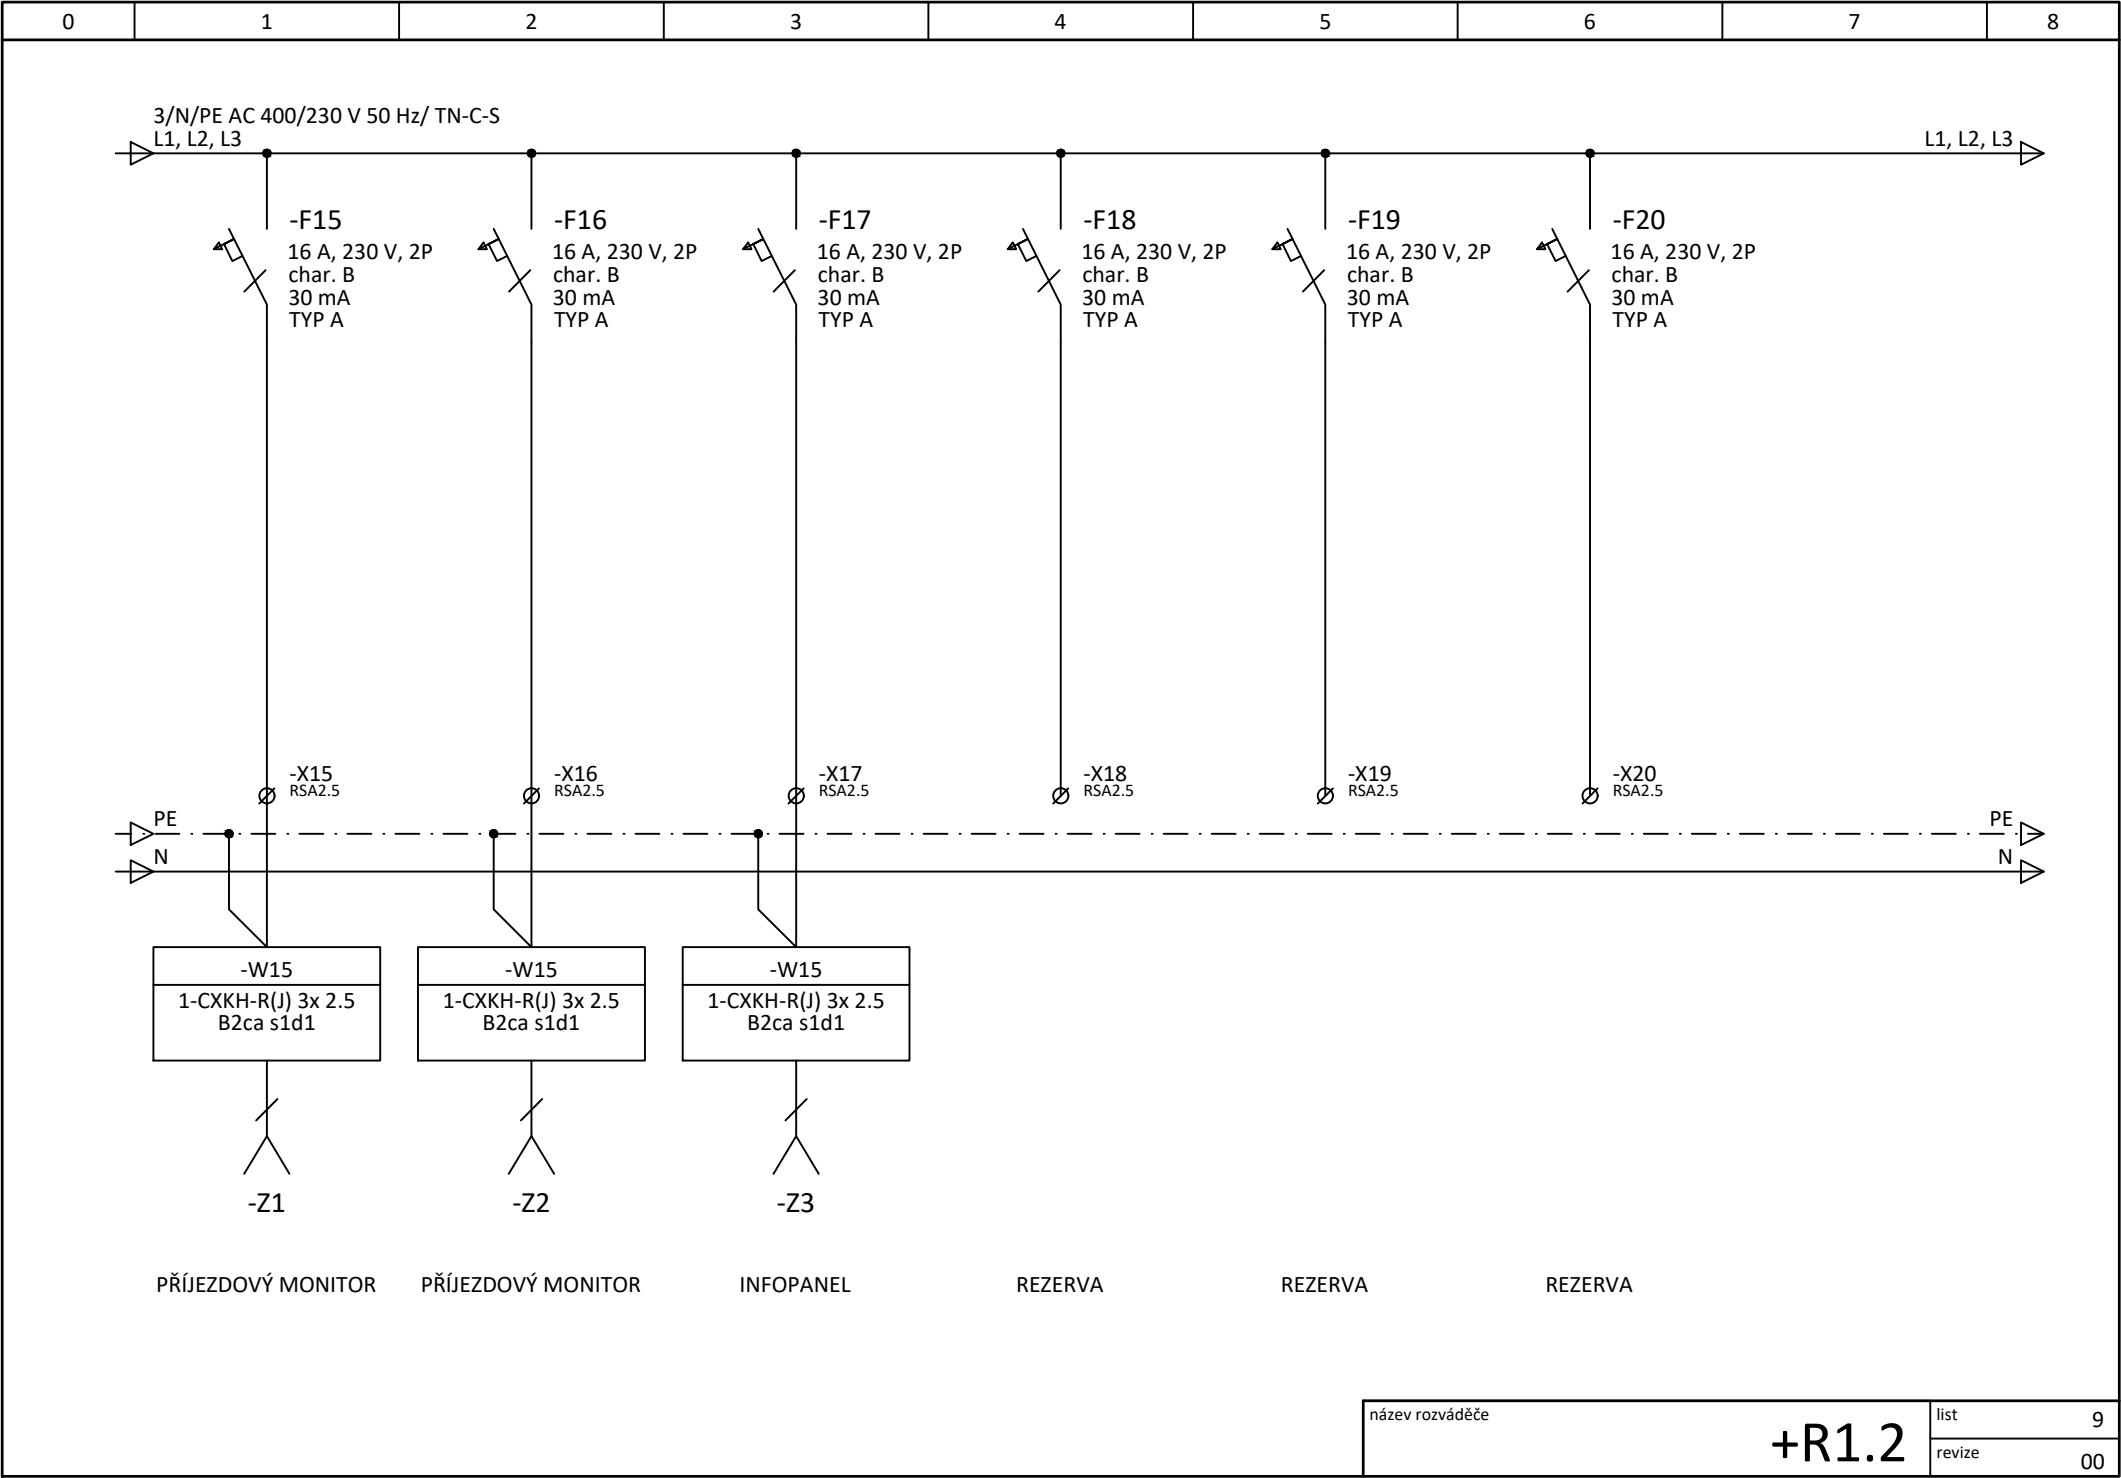 0 1 2 3 4 5 6 7 8
3/N/PE AC 400/230 V 50 Hz/ TN-C-S
L1, L2, L3 L1, L2, L3
-F15 -F16 -F17 -F18 -F19 -F20
16 A, 230 V, 2P 16 A, 230 V, 2P 16 A, 230 V, 2P 16 A, 230 V, 2P 16 A, 230 V, 2P 16 A, 230 V, 2P
char. B char. B char. B char. B char. B char. B
30 mA 30 mA 30 mA 30 mA 30 mA 30 mA
TYP A TYP A TYP A TYP A TYP A TYP A
-X15 -X16 -X17 -X18 -X19 -X20
RSA2.5 RSA2.5 RSA2.5 RSA2.5 RSA2.5 RSA2.5
PE PE
N N
-W15 -W15 -W15
1-CXKH-R(J) 3x 2.5 1-CXKH-R(J) 3x 2.5 1-CXKH-R(J) 3x 2.5
B2ca s1d1 B2ca s1d1 B2ca s1d1
-Z1 -Z2 -Z3
PŘÍJEZDOVÝ MONITOR PŘÍJEZDOVÝ MONITOR INFOPANEL REZERVA REZERVA REZERVA
název rozváděče
+R1.2
list 9
revize 00